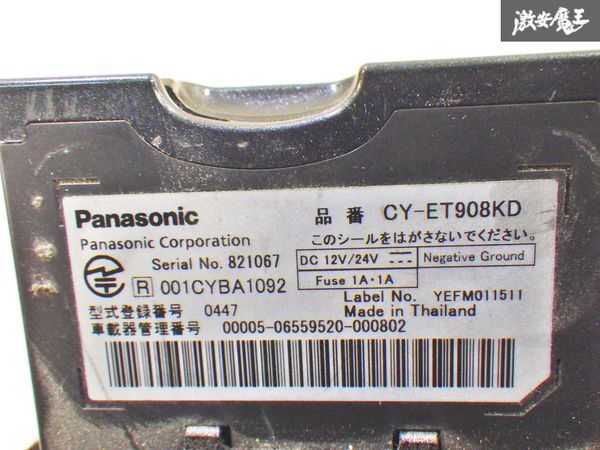 激安魔王
Panasonic 品番 CY-ET908KD
Panasonic Corporation このシールをはがさないでください。
Serial No. 821067 DC 12V/24V Negative Ground
R 001CYBA1092 Fuse 1A・1A
Label No. YEFM011511
型式登録番号 0447 Made in Thailand
車載器管理番号 00005-06559520-000802